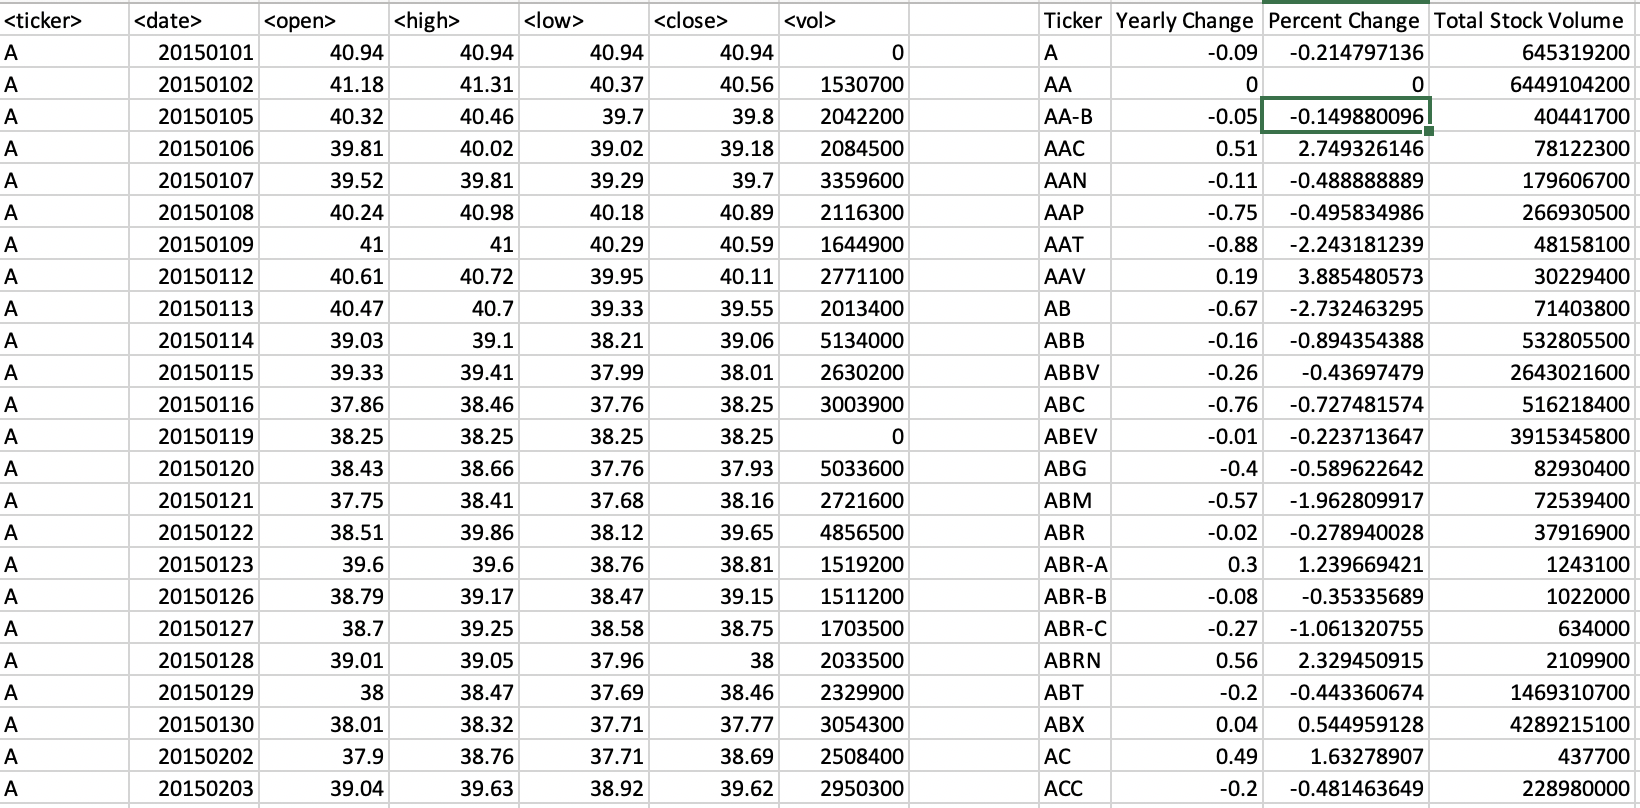 <ticker> <date> <open> <high> <low> <close> <vol> Ticker Yearly Change Percent Change Total Stock Volume
A 20150101 40.94 40.94 40.94 40.94 0 A -0.09 -0.214797136 645319200
A 20150102 41.18 41.31 40.37 40.56 1530700 AA 0 0 6449104200
A 20150105 40.32 40.46 39.7 39.8 2042200 AA-B -0.05 -0.149880096 40441700
A 20150106 39.81 40.02 39.02 39.18 2084500 AAC 0.51 2.749326146 78122300
A 20150107 39.52 39.81 39.29 39.7 3359600 AAN -0.11 -0.488888889 179606700
A 20150108 40.24 40.98 40.18 40.89 2116300 AAP -0.75 -0.495834986 266930500
A 20150109 41 41 40.29 40.59 1644900 AAT -0.88 -2.243181239 48158100
A 20150112 40.61 40.72 39.95 40.11 2771100 AAV 0.19 3.885480573 30229400
A 20150113 40.47 40.7 39.33 39.55 2013400 AB -0.67 -2.732463295 71403800
A 20150114 39.03 39.1 38.21 39.06 5134000 ABB -0.16 -0.894354388 532805500
A 20150115 39.33 39.41 37.99 38.01 2630200 ABBV -0.26 -0.43697479 2643021600
A 20150116 37.86 38.46 37.76 38.25 3003900 ABC -0.76 -0.727481574 516218400
A 20150119 38.25 38.25 38.25 38.25 0 ABEV -0.01 -0.223713647 3915345800
A 20150120 38.43 38.66 37.76 37.93 5033600 ABG -0.4 -0.589622642 82930400
A 20150121 37.75 38.41 37.68 38.16 2721600 ABM -0.57 -1.962809917 72539400
A 20150122 38.51 39.86 38.12 39.65 4856500 ABR -0.02 -0.278940028 37916900
A 20150123 39.6 39.6 38.76 38.81 1519200 ABR-A 0.3 1.239669421 1243100
A 20150126 38.79 39.17 38.47 39.15 1511200 ABR-B -0.08 -0.35335689 1022000
A 20150127 38.7 39.25 38.58 38.75 1703500 ABR-C -0.27 -1.061320755 634000
A 20150128 39.01 39.05 37.96 38 2033500 ABRN 0.56 2.329450915 2109900
A 20150129 38 38.47 37.69 38.46 2329900 ABT -0.2 -0.443360674 1469310700
A 20150130 38.01 38.32 37.71 37.77 3054300 ABX 0.04 0.544959128 4289215100
A 20150202 37.9 38.76 37.71 38.69 2508400 AC 0.49 1.63278907 437700
A 20150203 39.04 39.63 38.92 39.62 2950300 ACC -0.2 -0.481463649 228980000